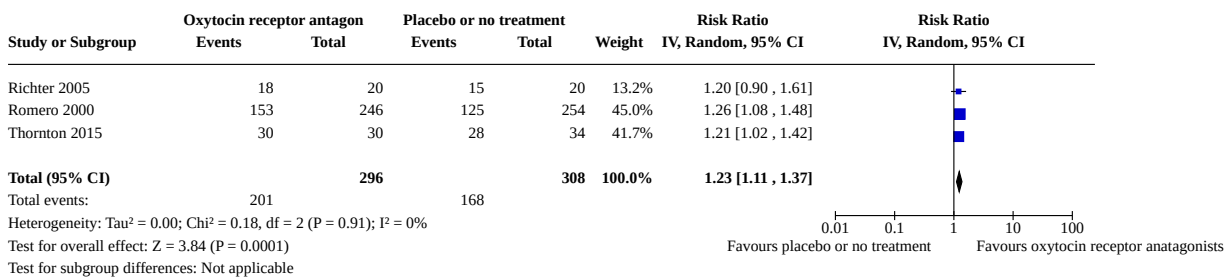 Oxytocin receptor antagon Placebo or no treatment Risk Ratio Risk Ratio
Study or Subgroup Events Total Events Total Weight IV, Random, 95% CI IV, Random, 95% CI
Richter 2005 18 20 15 20 13.2% 1.20 [0.90 , 1.61]
Romero 2000 153 246 125 254 45.0% 1.26 [1.08 , 1.48]
Thornton 2015 30 30 28 34 41.7% 1.21 [1.02 , 1.42]
Total (95% CI) 296 308 100.0% 1.23 [1.11 , 1.37]
Total events: 201 168
Heterogeneity: Tau² = 0.00; Chi² = 0.18, df = 2 (P = 0.91); I² = 0%
0.01 0.1 1 10 100
Test for overall effect: Z = 3.84 (P = 0.0001) Favours placebo or no treatment Favours oxytocin receptor anatagonists
Test for subgroup differences: Not applicable